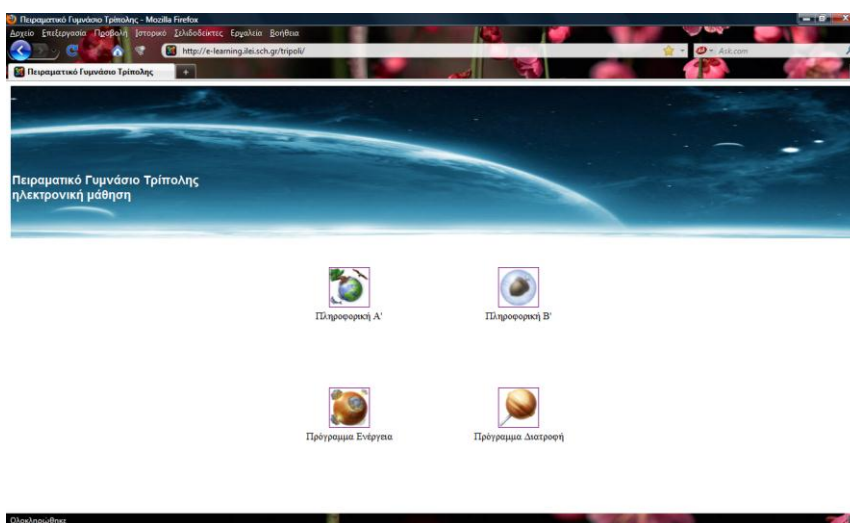 Πειραματικό Γυμνάσιο Τρίπολης - Mozilla Firefox
Αρχείο Επεξεργασία Προβολή Ιστορικό Σελιδοδείκτες Εργαλεία Βοήθεια
http://e-learning.ilei.sch.gr/tripoli/ Ask.com
Πειραματικό Γυμνάσιο Τρίπολης +
Πειραματικό Γυμνάσιο Τρίπολης
ηλεκτρονική μάθηση
Πληροφορική Α' Πληροφορική Β'
Πρόγραμμα Ενέργεια Πρόγραμμα Διατροφή
Ολοκληρώθηκε